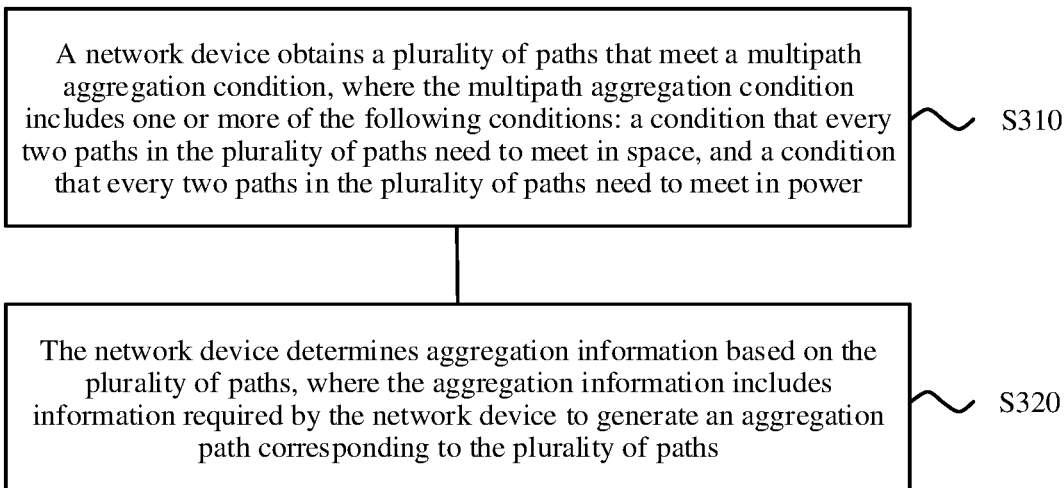 A network device obtains a plurality of paths that meet a multipath
aggregation condition, where the multipath aggregation condition
includes one or more of the following conditions: a condition that every
two paths in the plurality of paths need to meet in space, and a condition
that every two paths in the plurality of paths need to meet in power
S310
The network device determines aggregation information based on the
plurality of paths, where the aggregation information includes
information required by the network device to generate an aggregation
path corresponding to the plurality of paths
S320